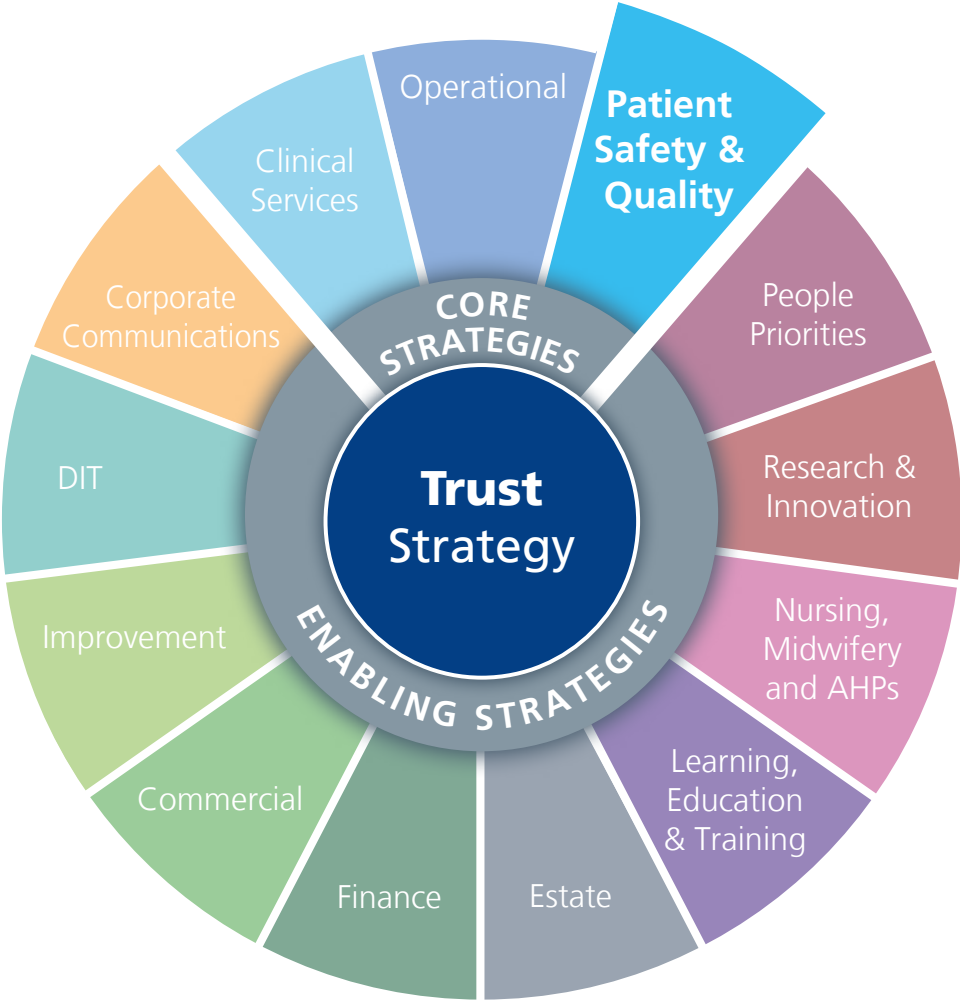 Operational
Patient
Safety &
Quality
Clinical
Services
People
Priorities
Corporate
Communications
CORE
STRATEGIES
Research &
Innovation
DIT
Trust
Strategy
Nursing,
Midwifery
and AHPs
Improvement
ENABLING STRATEGIES
Learning,
Education
& Training
Commercial
Finance
Estate